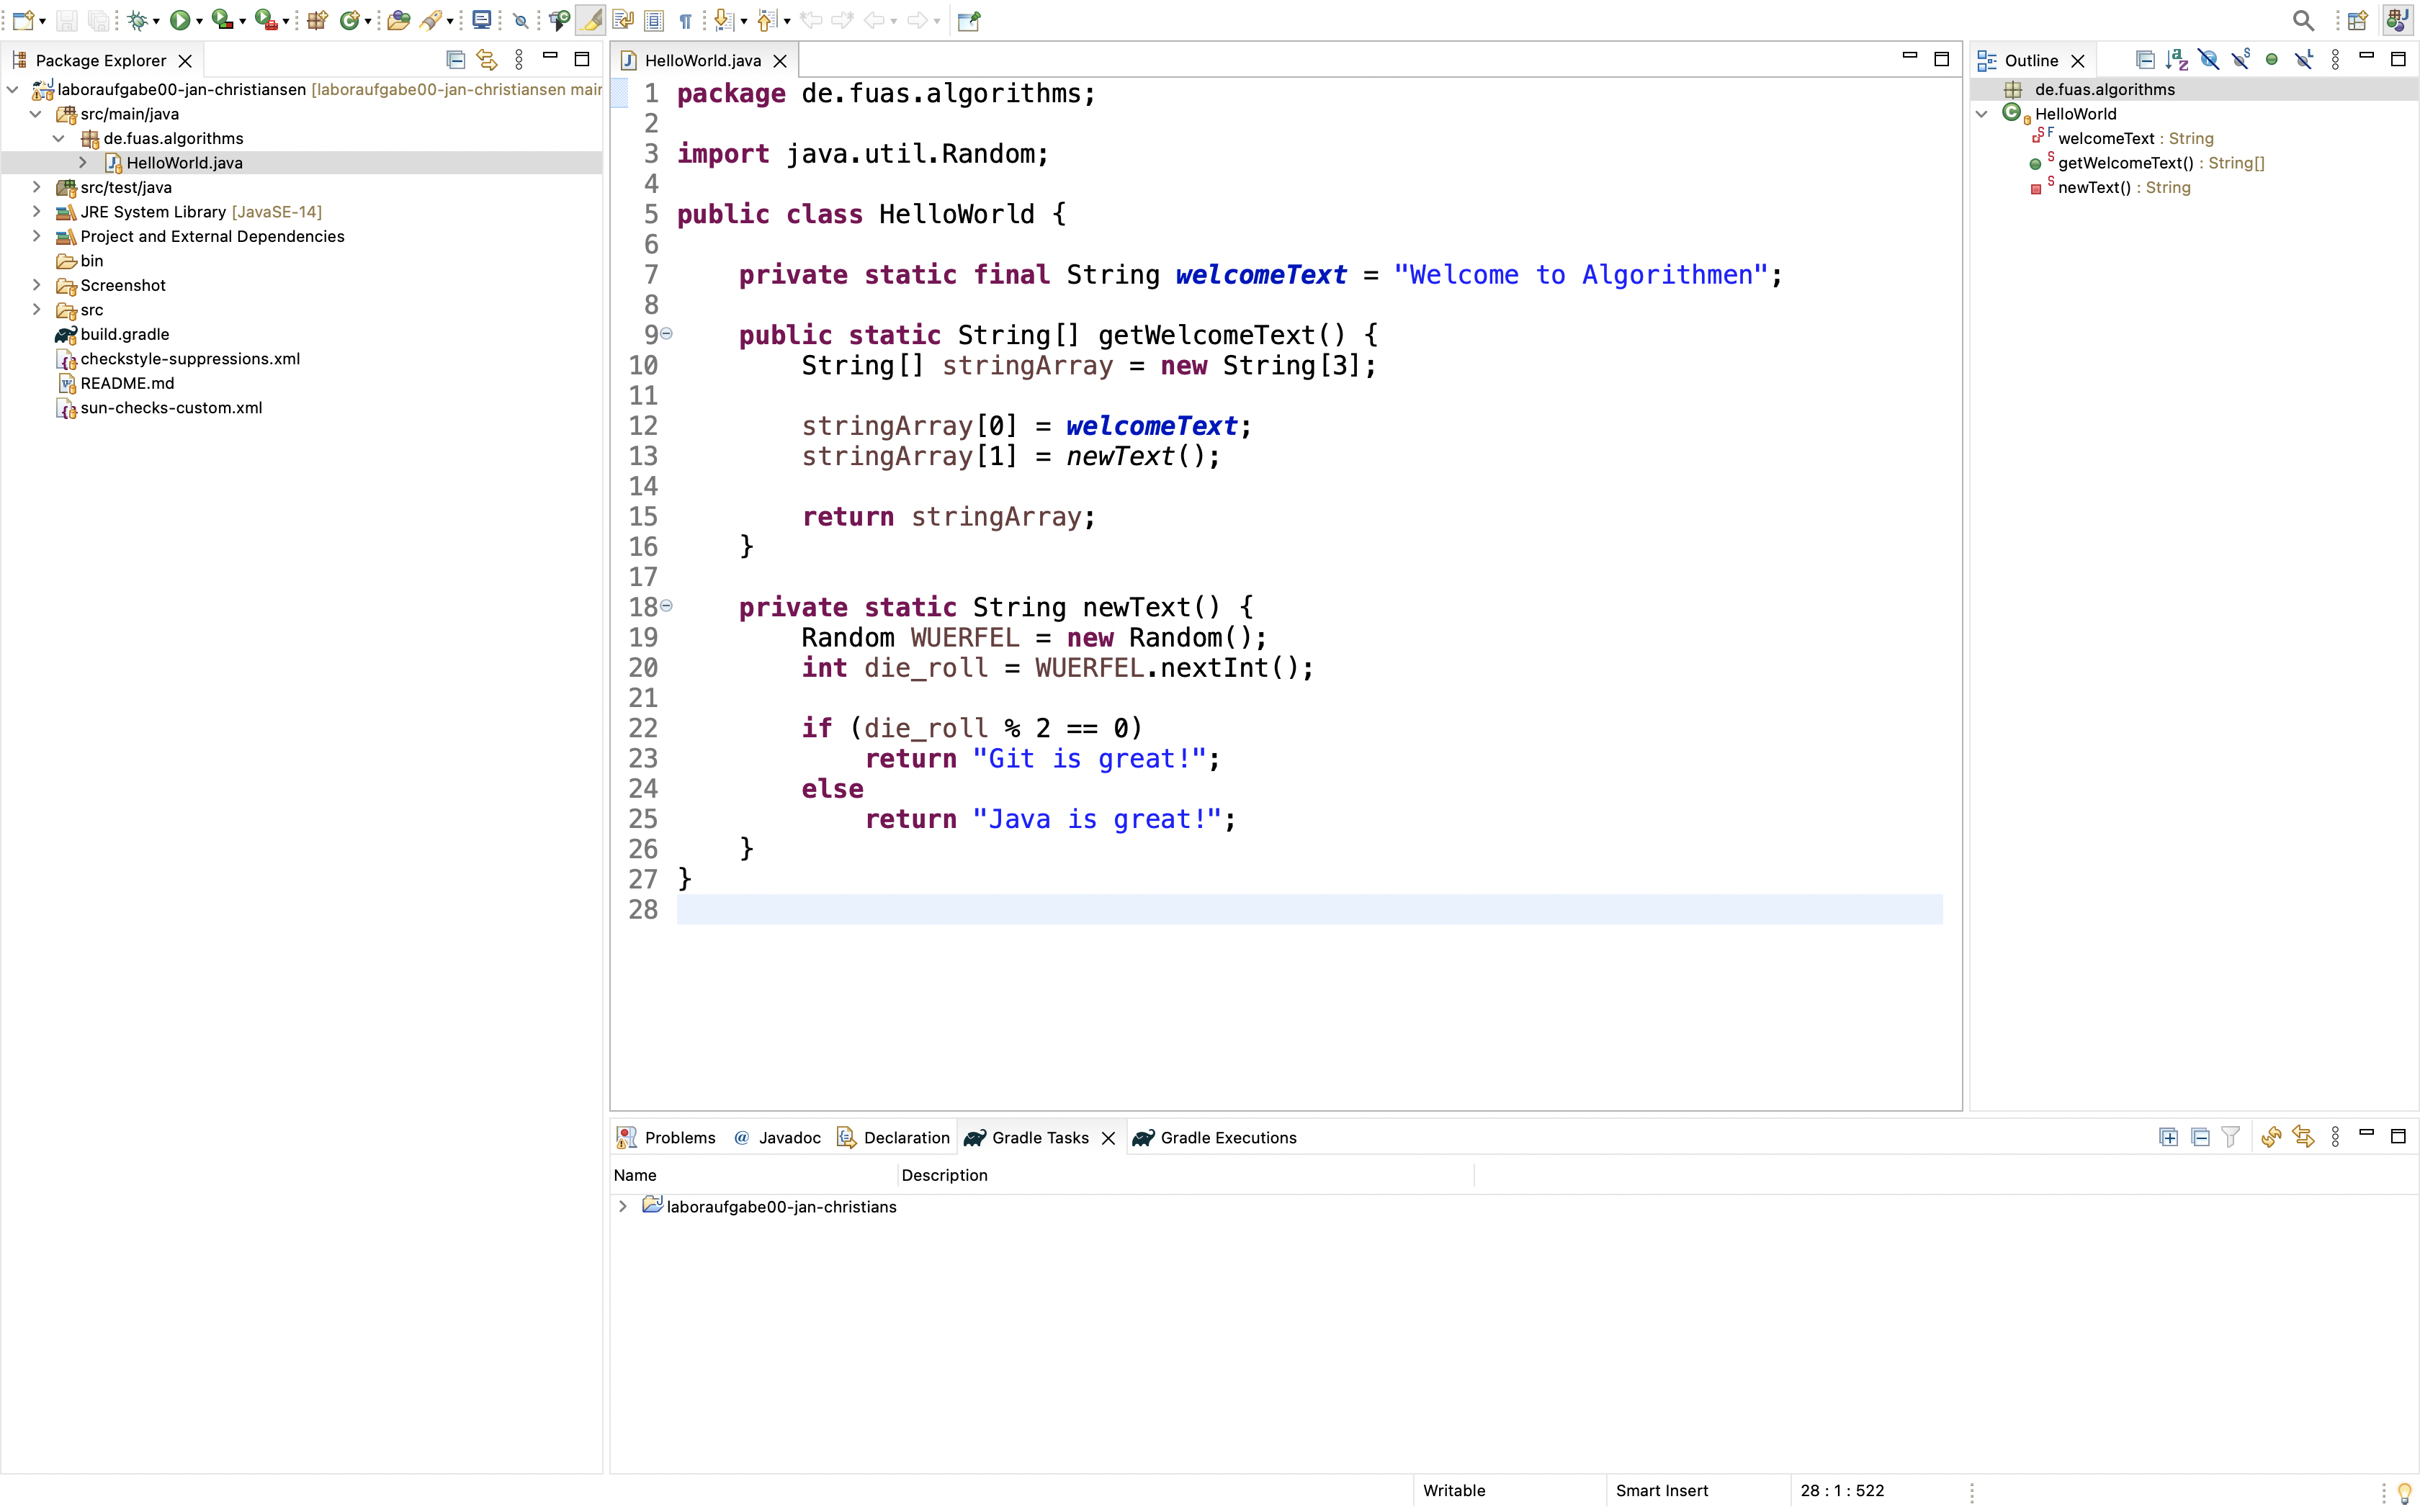 Package Explorer
laboraufgabe00-jan-christiansen [laboraufgabe00-jan-christiansen mair
src/main/java
de.fuas.algorithms
HelloWorld.java
src/test/java
JRE System Library [JavaSE-14]
Project and External Dependencies
bin
Screenshot
src
build.gradle
checkstyle-suppressions.xml
README.md
sun-checks-custom.xml
HelloWorld.java
1 package de.fuas.algorithms;
2
3 import java.util.Random;
4
5 public class HelloWorld {
6
7 private static final String welcomeText = "Welcome to Algorithmen";
8
9 public static String[] getWelcomeText() {
10 String[] stringArray = new String[3];
11
12 stringArray[0] = welcomeText;
13 stringArray[1] = newText();
14
15 return stringArray;
16 }
17
18 private static String newText() {
19 Random WUERFEL = new Random();
20 int die_roll = WUERFEL.nextInt();
21
22 if (die_roll % 2 == 0)
23 return "Git is great!";
24 else
25 return "Java is great!";
26 }
27 }
28
Outline
de.fuas.algorithms
HelloWorld
welcomeText : String
getWelcomeText() : String[]
newText() : String
Problems @ Javadoc Declaration Gradle Tasks Gradle Executions
Name Description
laboraufgabe00-jan-christians
Writable Smart Insert 28 : 1 : 522